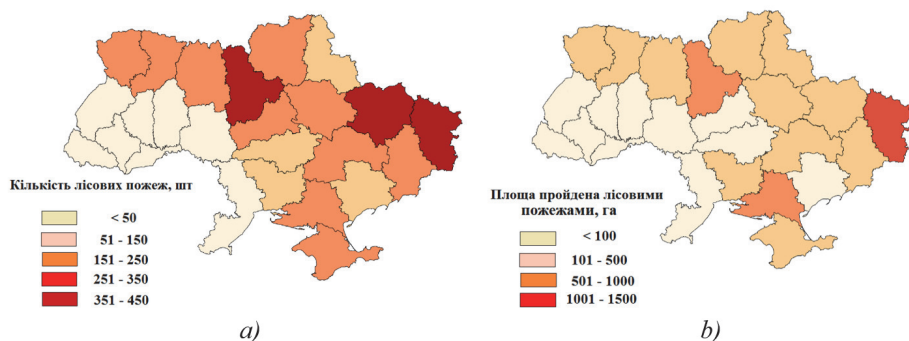 Кількість лісових пожеж, шт
< 50
51 - 150
151 - 250
251 - 350
351 - 450
а)
Площа пройдена лісовими
пожежами, га
< 100
101 - 500
501 - 1000
1001 - 1500
b)